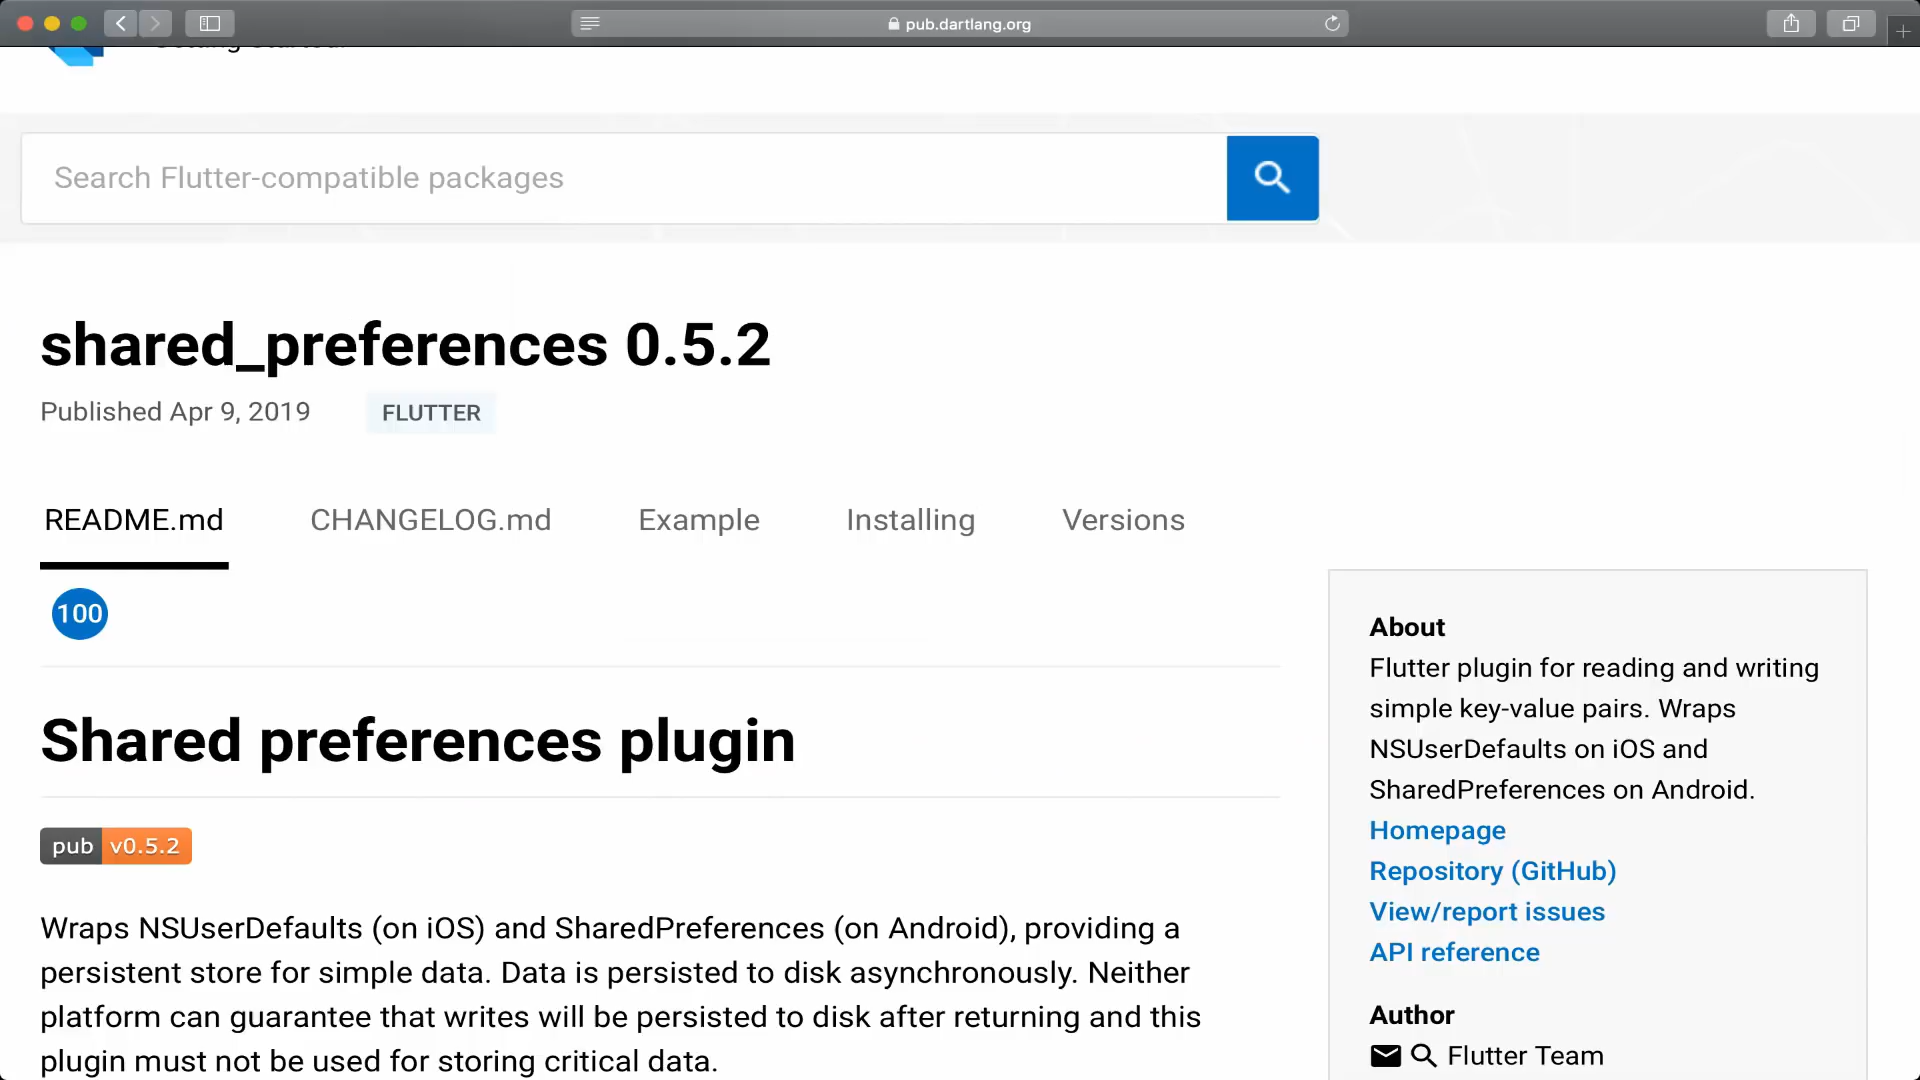 pub.dartlang.org
Search Flutter-compatible packages
shared_preferences 0.5.2
Published Apr 9, 2019 FLUTTER
README.md CHANGELOG.md Example Installing Versions
100
Shared preferences plugin
pub v0.5.2
Wraps NSUserDefaults (on iOS) and SharedPreferences (on Android), providing a
persistent store for simple data. Data is persisted to disk asynchronously. Neither
platform can guarantee that writes will be persisted to disk after returning and this
plugin must not be used for storing critical data.
About
Flutter plugin for reading and writing
simple key-value pairs. Wraps
NSUserDefaults on iOS and
SharedPreferences on Android.
Homepage
Repository (GitHub)
View/report issues
API reference
Author
Flutter Team